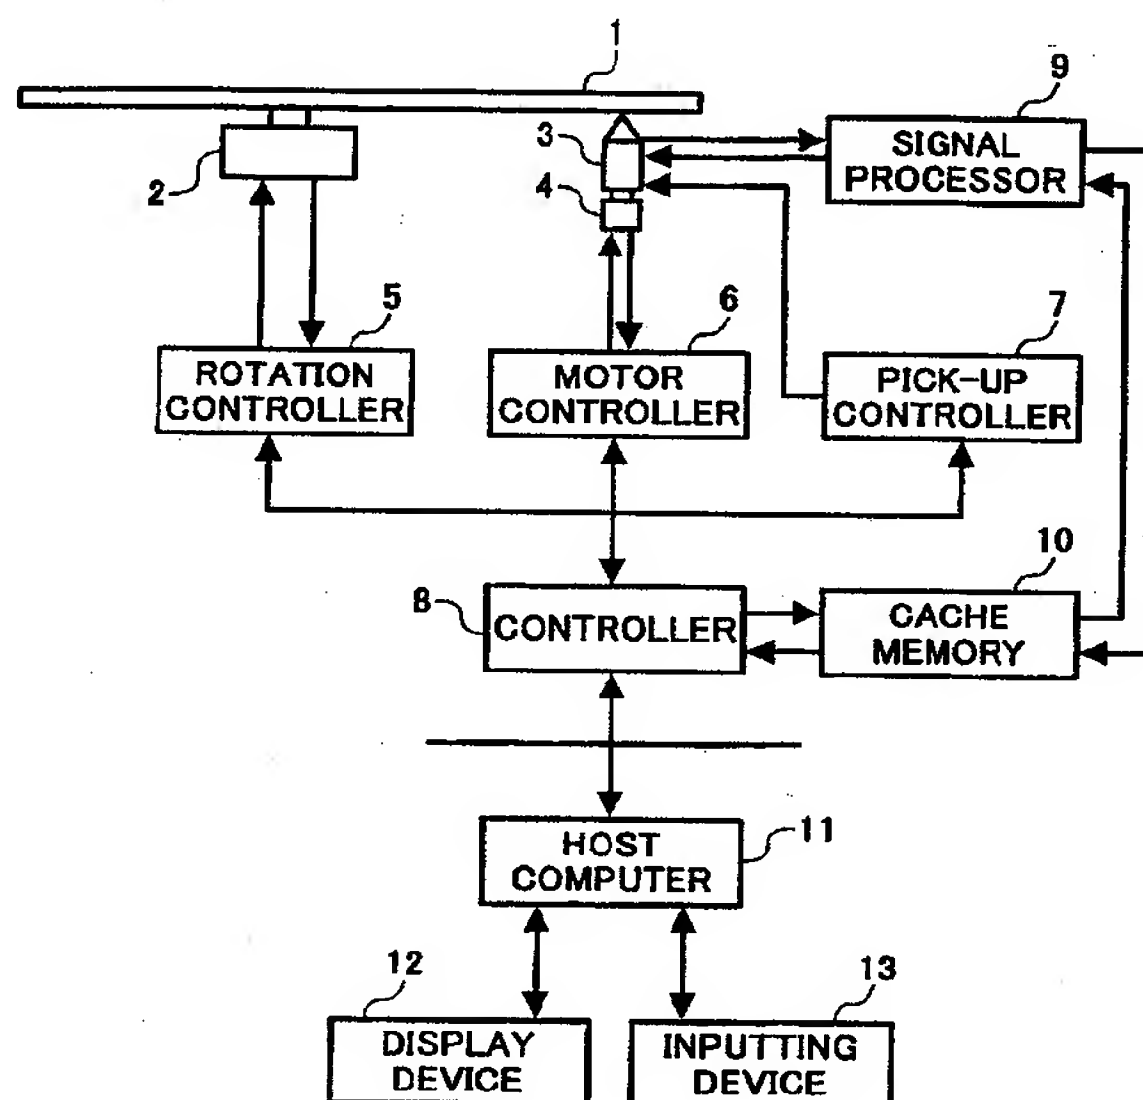 1
9
SIGNAL
PROCESSOR
3
2
4
5
6
7
ROTATION
CONTROLLER
MOTOR
CONTROLLER
PICK-UP
CONTROLLER
10
8
CONTROLLER
CACHE
MEMORY
11
HOST
COMPUTER
12
13
DISPLAY
DEVICE
INPUTTING
DEVICE